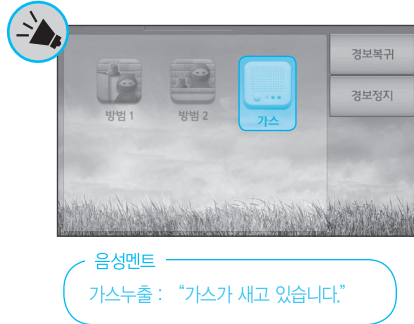 경보복귀
방범 1 방범 2 가스
경보정지
음성멘트
가스누출 : “가스가 새고 있습니다.”